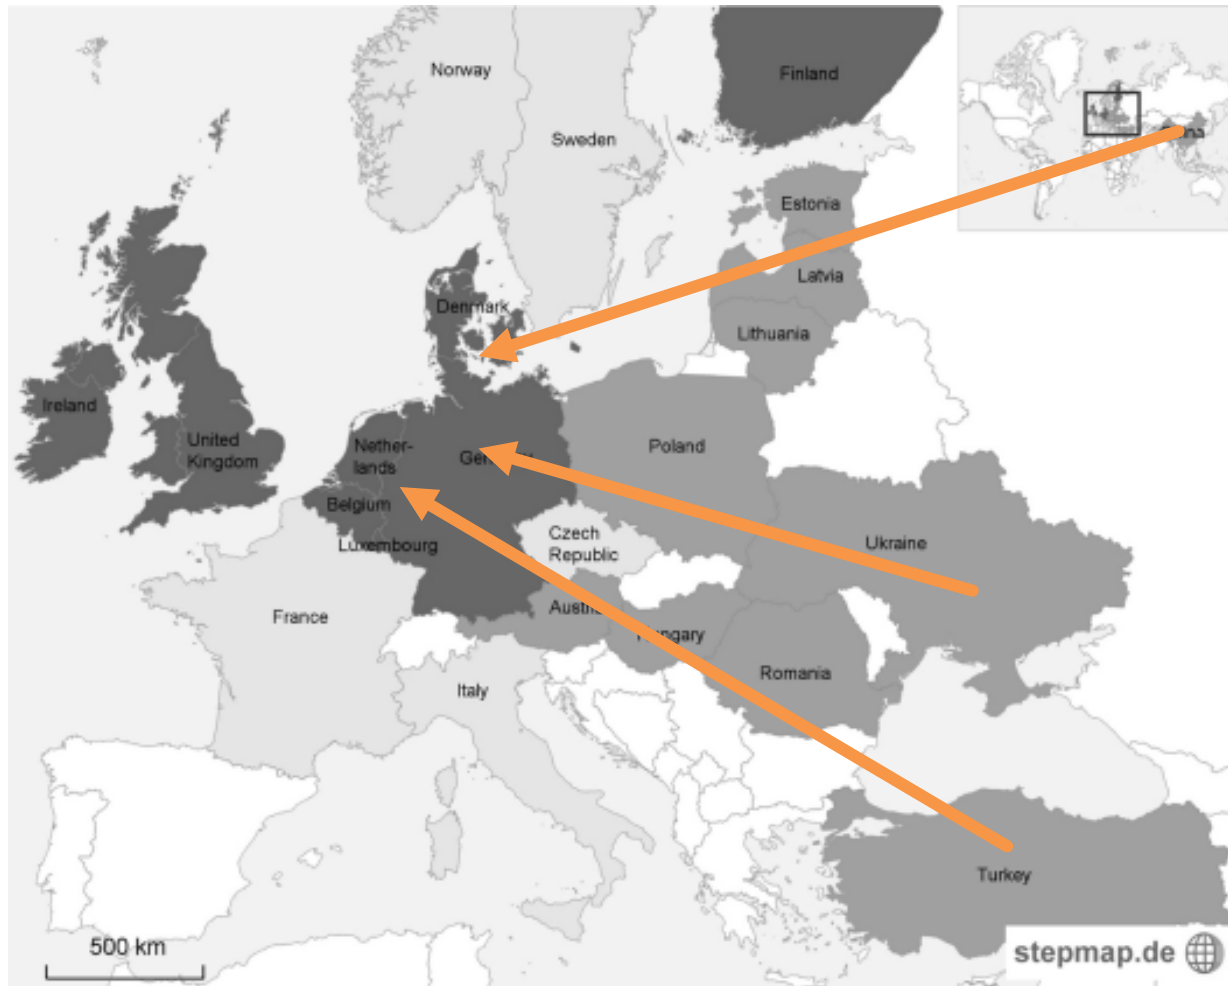 Norway
Finland
Sweden
Estonia
Latvia
Denmark
Lithuania
Ireland
United
Kingdom
Nether-
lands
Poland
Belgium
Luxembourg
Czech
Republic
Ukraine
France
Romania
Italy
Turkey
500 km
stepmap.de